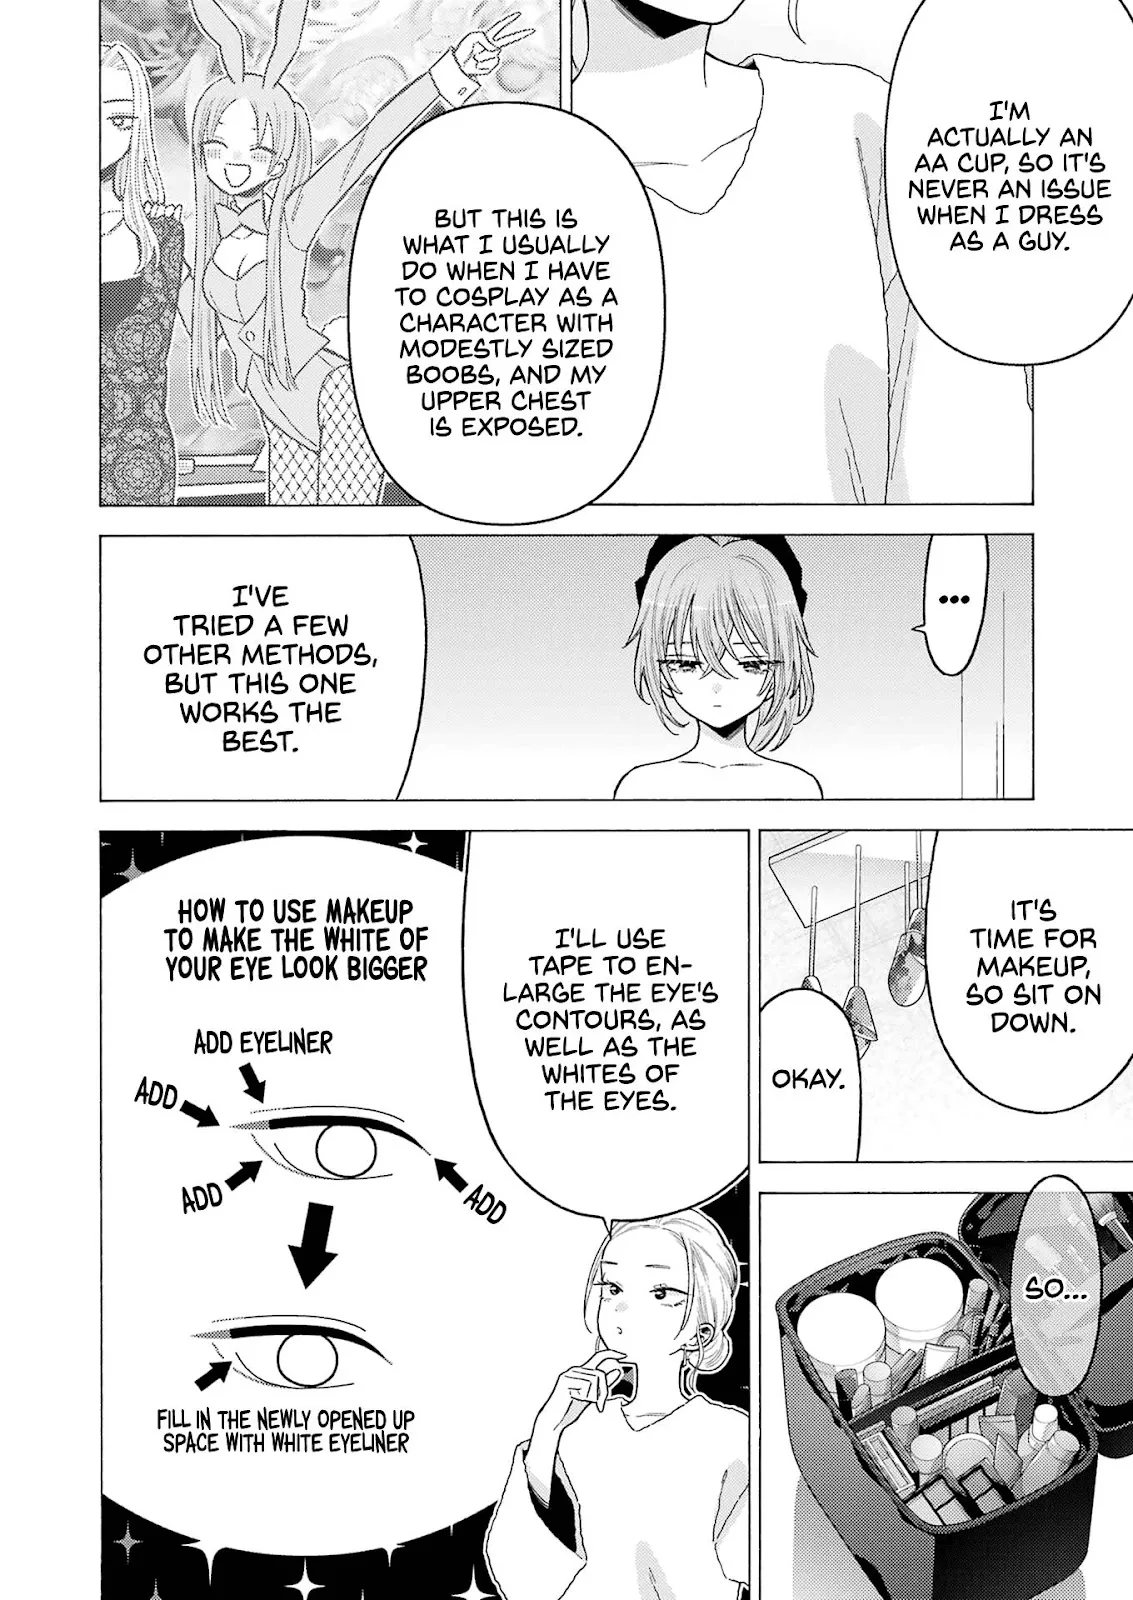 I'M
ACTUALLY AN
AA CUP, SO IT'S
NEVER AN ISSUE
WHEN I DRESS
AS A GUY.
BUT THIS IS
WHAT I USUALLY
DO WHEN I HAVE
TO COSPLAY AS A
CHARACTER WITH
MODESTLY SIZED
BOOBS, AND MY
UPPER CHEST
IS EXPOSED.
...
I'VE
TRIED A FEW
OTHER METHODS,
BUT THIS ONE
WORKS THE
BEST.
IT'S
TIME FOR
MAKEUP,
SO SIT ON
DOWN.
OKAY.
I'LL USE
TAPE TO EN-
LARGE THE EYE'S
CONTOURS, AS
WELL AS THE
WHITES OF
THE EYES.
HOW TO USE MAKEUP
TO MAKE THE WHITE OF
YOUR EYE LOOK BIGGER
ADD EYELINER
ADD
ADD
ADD
FILL IN THE NEWLY OPENED UP
SPACE WITH WHITE EYELINER
SO...